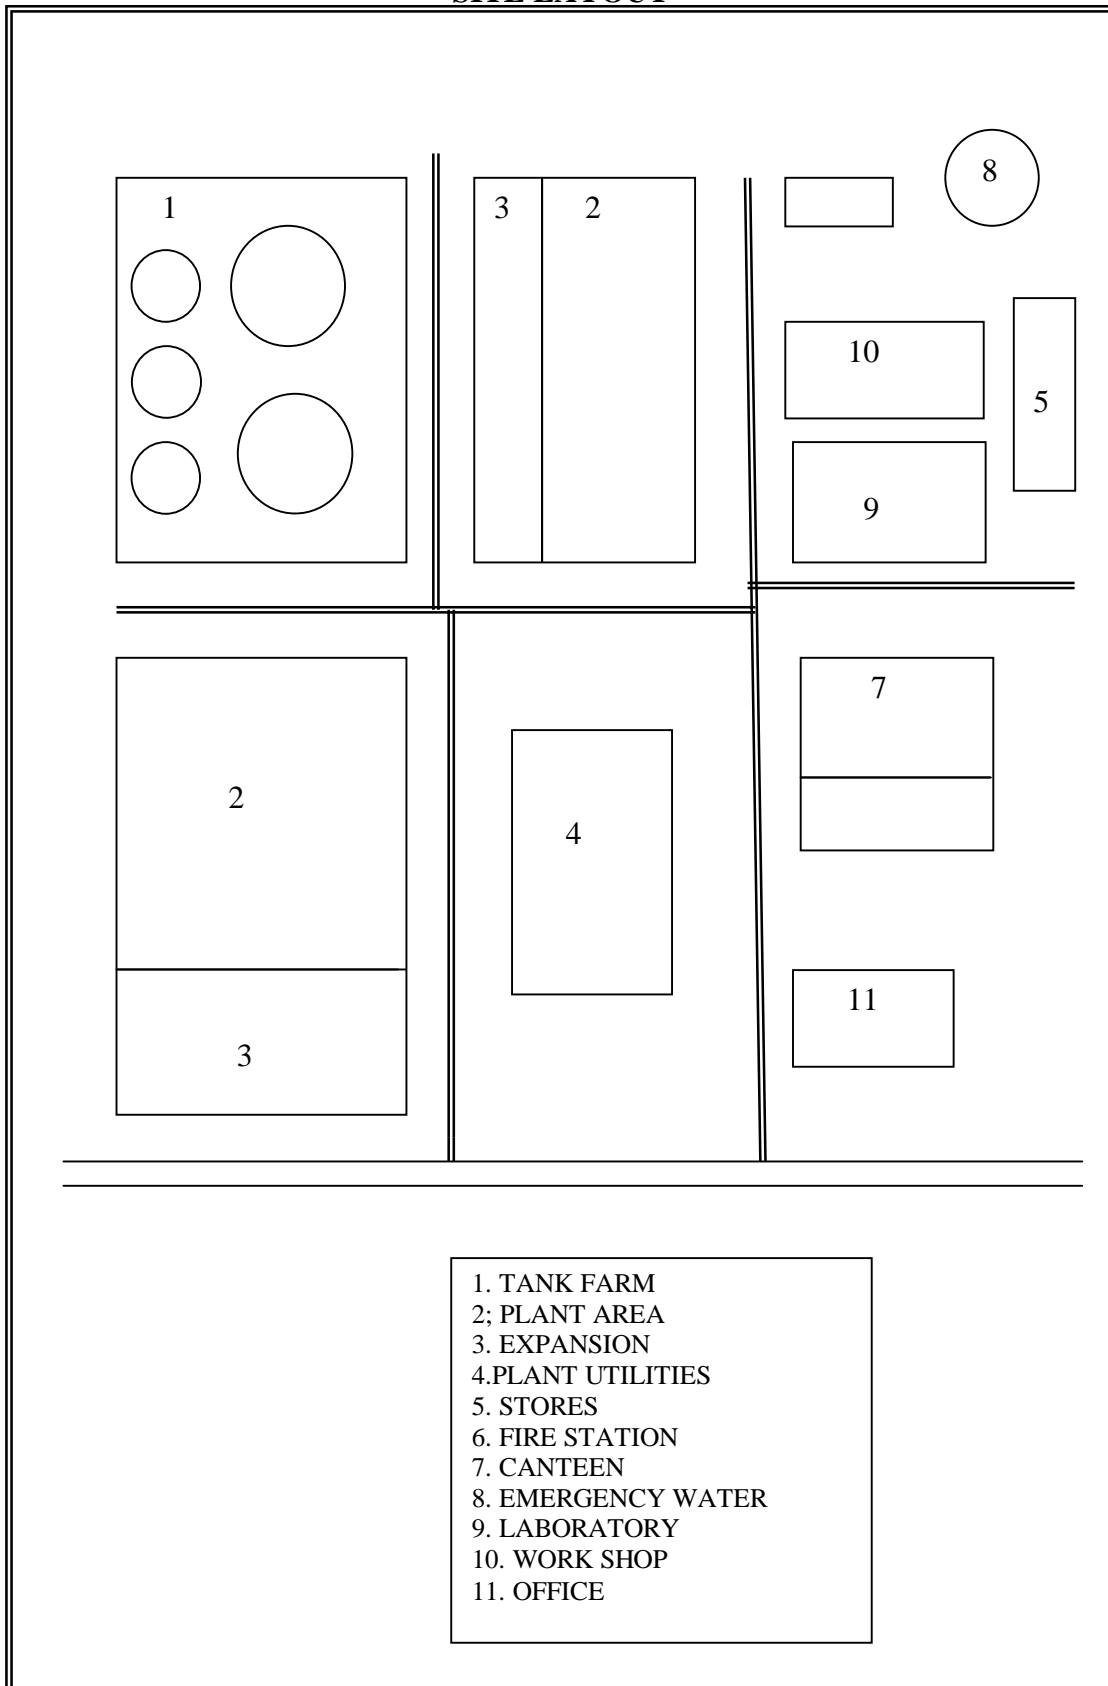 SITE LAYOUT
8
1
3
2
10
5
9
7
2
4
11
3
1. TANK FARM
2; PLANT AREA
3. EXPANSION
4.PLANT UTILITIES
5. STORES
6. FIRE STATION
7. CANTEEN
8. EMERGENCY WATER
9. LABORATORY
10. WORK SHOP
11. OFFICE